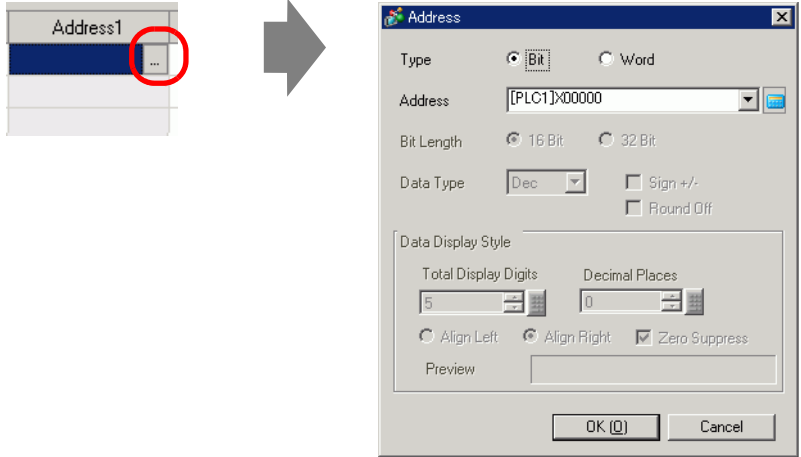 Address1
...
Address
Type Bit Word
Address [PLC1]X00000
Bit Length 16 Bit 32 Bit
Data Type Dec Sign +/-
Round Off
Data Display Style
Total Display Digits Decimal Places
5 0
Align Left Align Right Zero Suppress
Preview
OK (O) Cancel